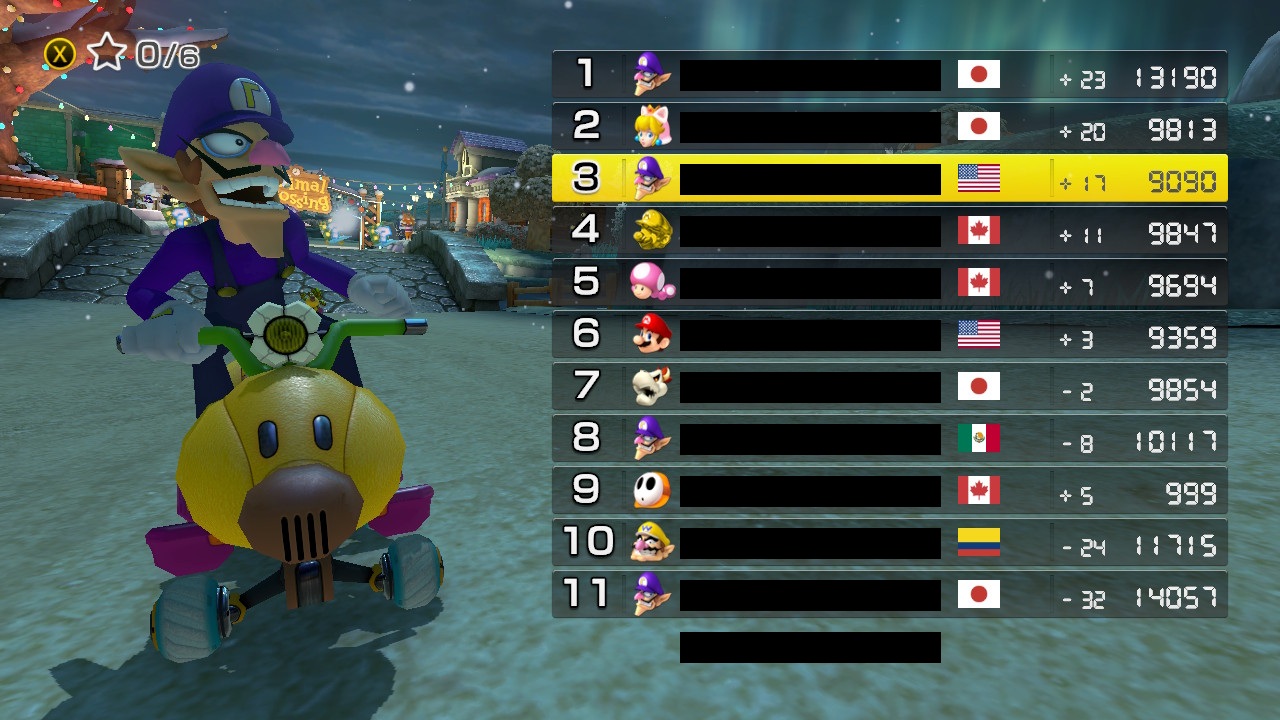 X 0/6
1 + 23 13190
2 + 20 9813
3 + 17 9090
4 + 11 9847
5 + 7 9694
6 + 3 9359
7 - 2 9854
8 - 8 10117
9 + 5 999
10 - 24 11715
11 - 32 14057